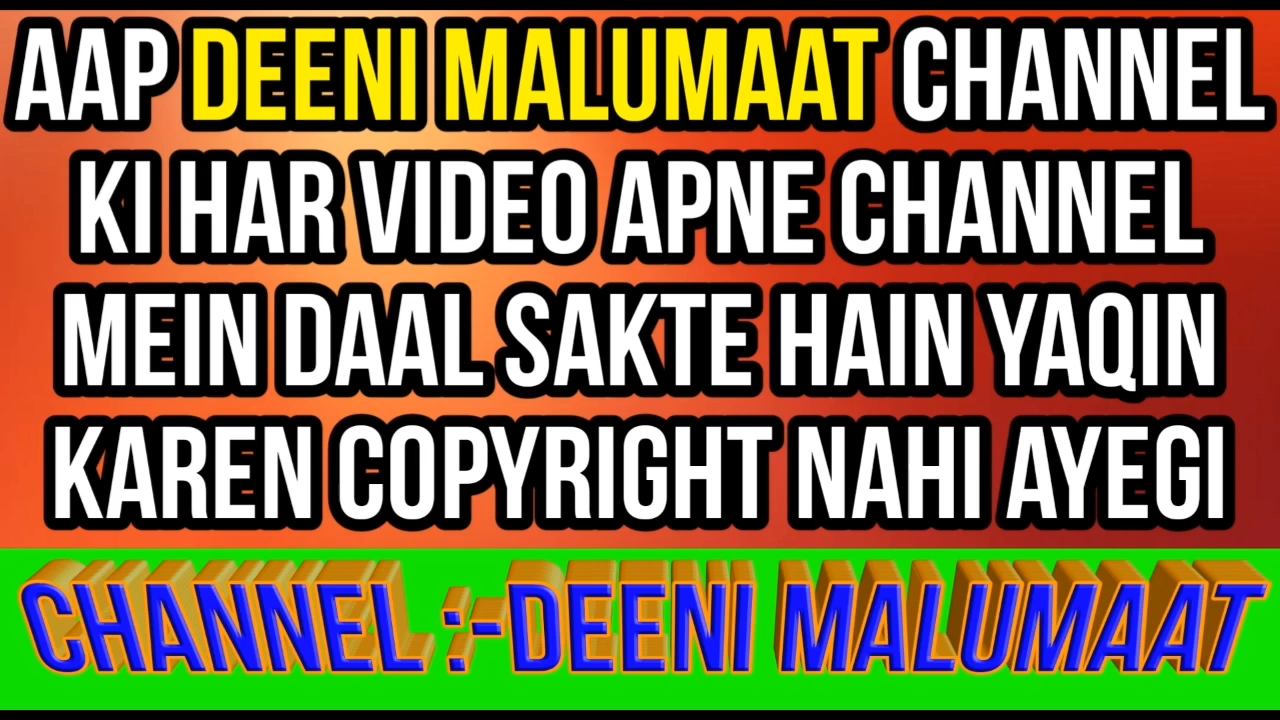 AAP DEENI MALUMAAT CHANNEL
KI HAR VIDEO APNE CHANNEL
MEIN DAAL SAKTE HAIN YAQIN
KAREN COPYRIGHT NAHI AYEGI
CHANNEL :-DEENI MALUMAAT